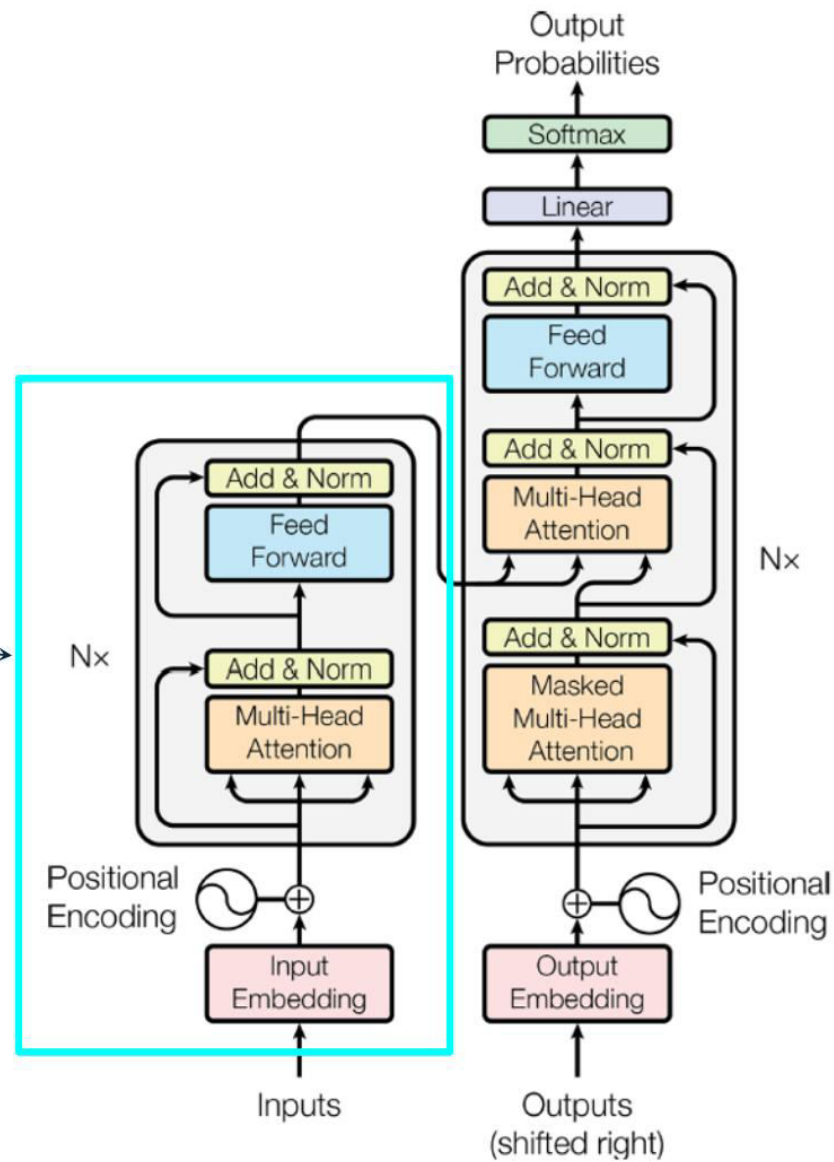 Output
Probabilities
Softmax
Linear
Add & Norm
Feed
Forward
Add & Norm
Multi-Head
Attention
Add & Norm
Masked
Multi-Head
Attention
Nx
Positional
Encoding
Output
Embedding
Outputs
(shifted right)
Add & Norm
Feed
Forward
Add & Norm
Multi-Head
Attention
Nx
Positional
Encoding
Input
Embedding
Inputs